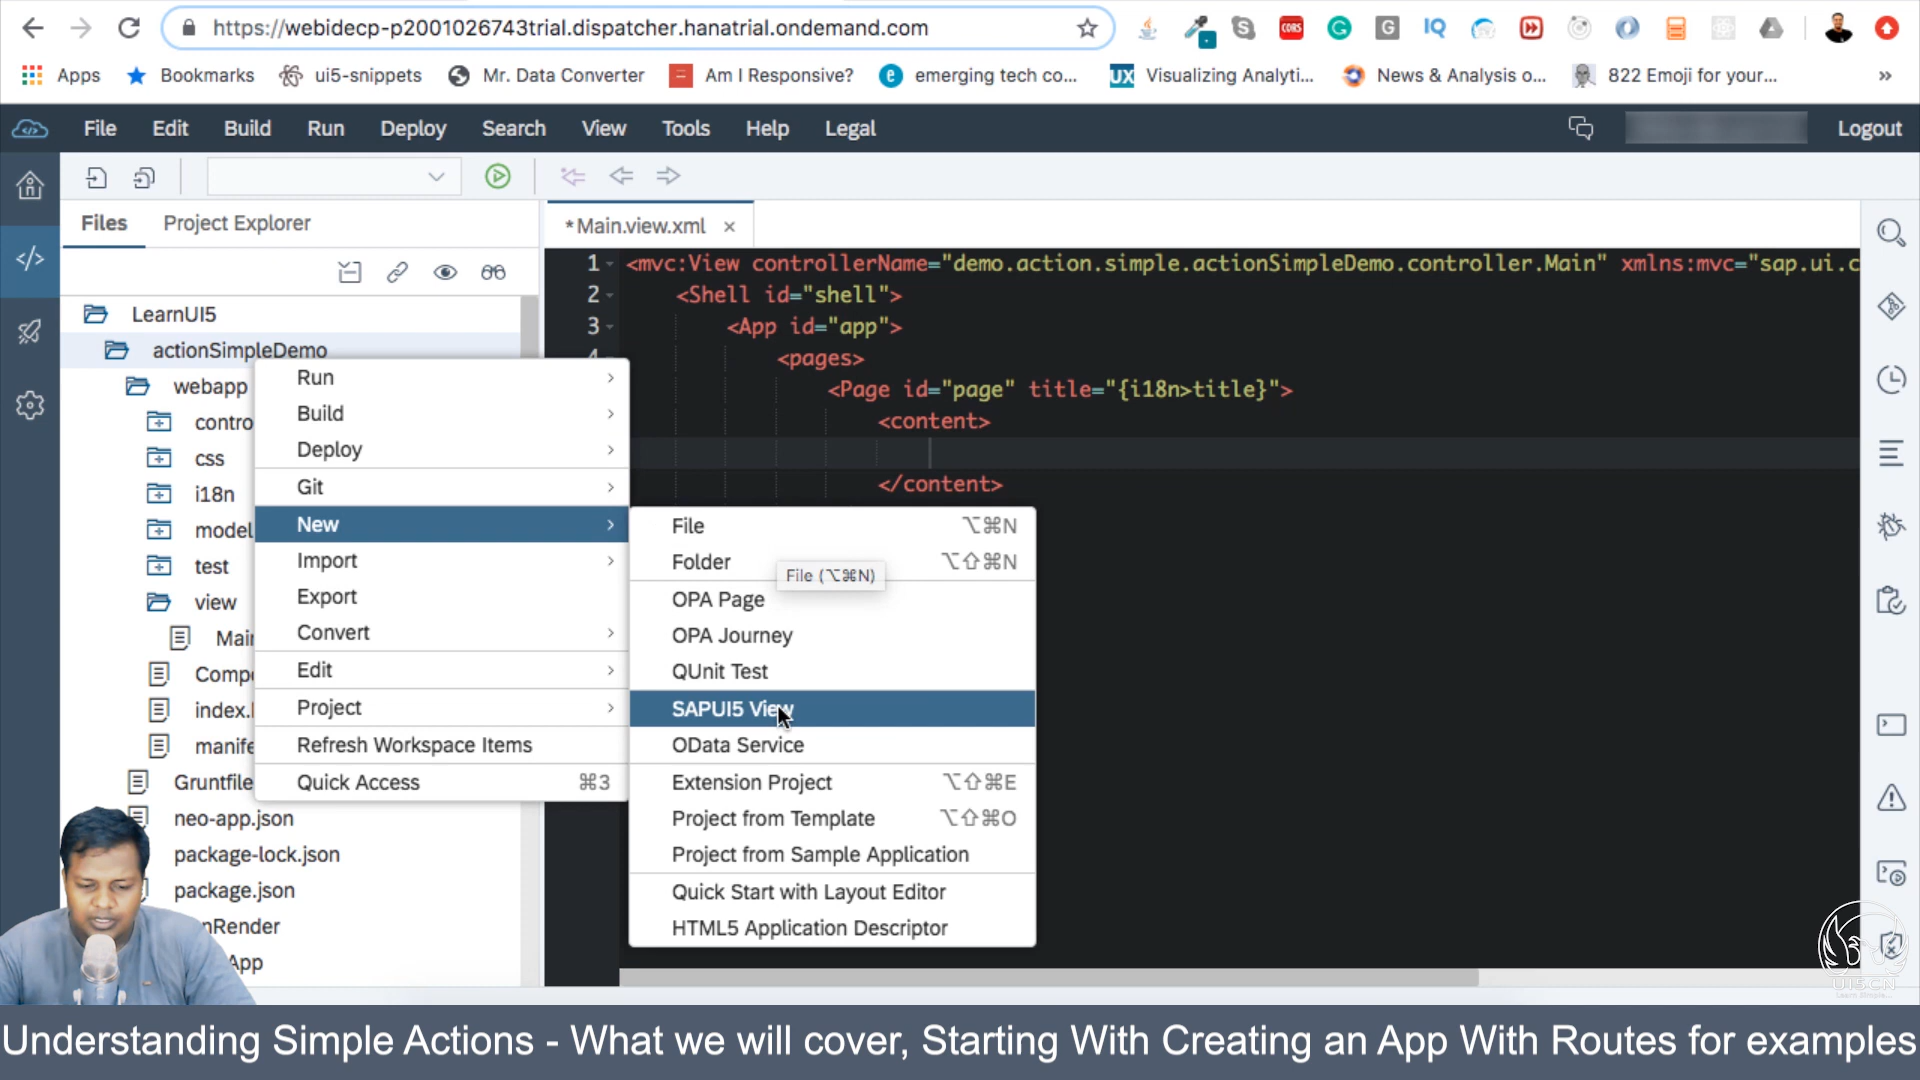 https://webidecp-p2001026743trial.dispatcher.hanatrial.ondemand.com
Apps Bookmarks ui5-snippets Mr. Data Converter Am I Responsive? emerging tech co... UX Visualizing Analyti... News & Analysis o... 822 Emoji for your... »
File Edit Build Run Deploy Search View Tools Help Legal Logout
Files Project Explorer
*Main.view.xml ×
LearnUI5
actionSimpleDemo
webapp
contro
css
i18n
model
test
view
Mai
Comp
index.
manife
Gruntfile
neo-app.json
package-lock.json
package.json
nRender
App
Run
Build
Deploy
Git
New
Import
Export
Convert
Edit
Project
Refresh Workspace Items
Quick Access ⌘3
File ⌥⌘N
Folder ⌥⇧⌘N
File (⌥⌘N)
OPA Page
OPA Journey
QUnit Test
SAPUI5 View
OData Service
Extension Project ⌥⇧⌘E
Project from Template ⌥⇧⌘O
Project from Sample Application
Quick Start with Layout Editor
HTML5 Application Descriptor
1 <mvc:View controllerName="demo.action.simple.actionSimpleDemo.controller.Main" xmlns:mvc="sap.ui.c
2 <Shell id="shell">
3 <App id="app">
4 <pages>
<Page id="page" title="{i18n>title}">
<content>
</content>
UI5CN
Learn Simple...
Understanding Simple Actions - What we will cover, Starting With Creating an App With Routes for examples